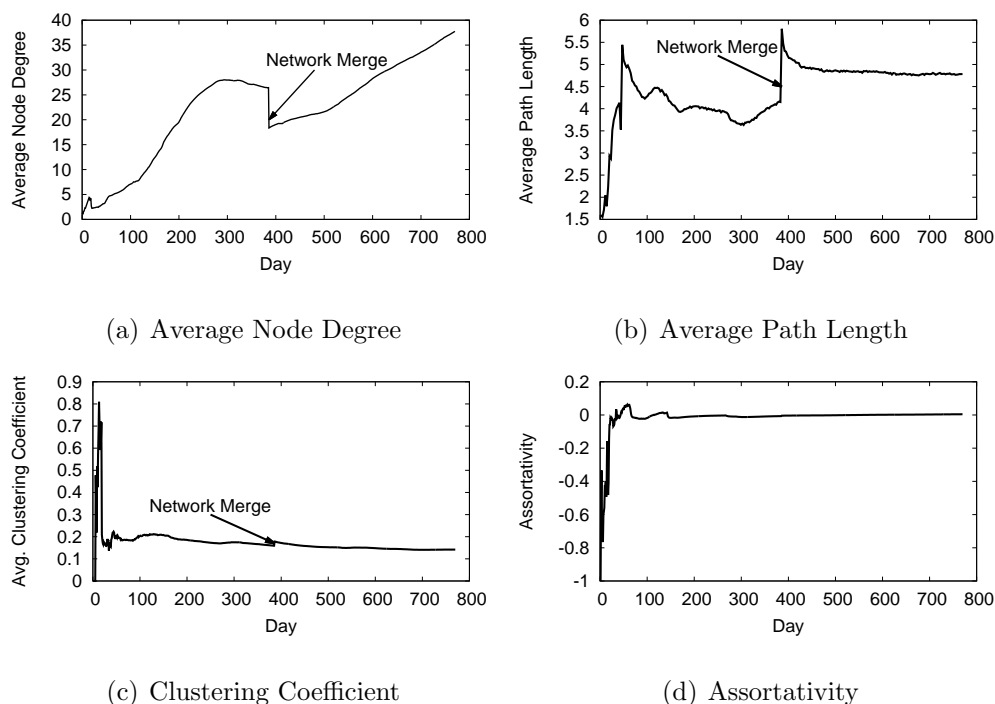 40
35
30
25
20
15
10
5
0
Average Node Degree
Network Merge
0 100 200 300 400 500 600 700 800
Day
(a) Average Node Degree
6
5.5
5
4.5
4
3.5
3
2.5
2
1.5
Average Path Length
Network Merge
0 100 200 300 400 500 600 700 800
Day
(b) Average Path Length
0.9
0.8
0.7
0.6
0.5
0.4
0.3
0.2
0.1
0
Avg. Clustering Coefficient
Network Merge
0 100 200 300 400 500 600 700 800
Day
(c) Clustering Coefficient
0.2
0
-0.2
-0.4
-0.6
-0.8
-1
Assortativity
0 100 200 300 400 500 600 700 800
Day
(d) Assortativity